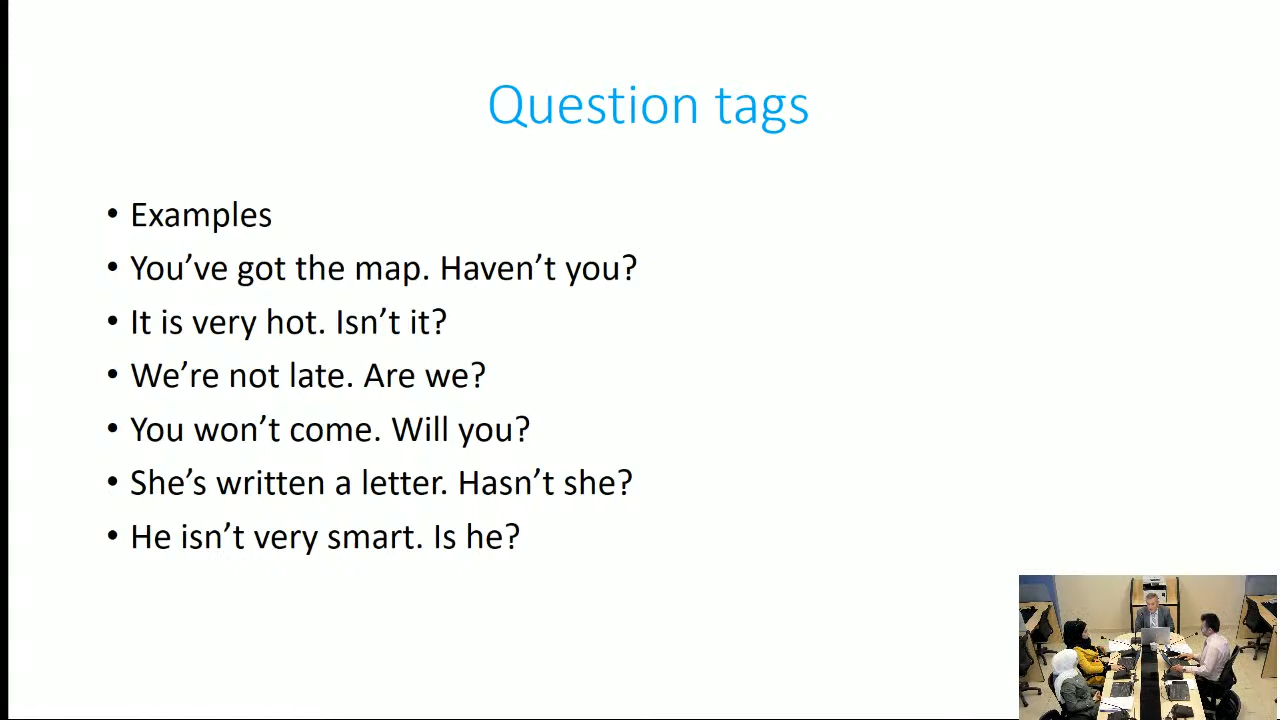 Question tags
• Examples
• You’ve got the map. Haven’t you?
• It is very hot. Isn’t it?
• We’re not late. Are we?
• You won’t come. Will you?
• She’s written a letter. Hasn’t she?
• He isn’t very smart. Is he?